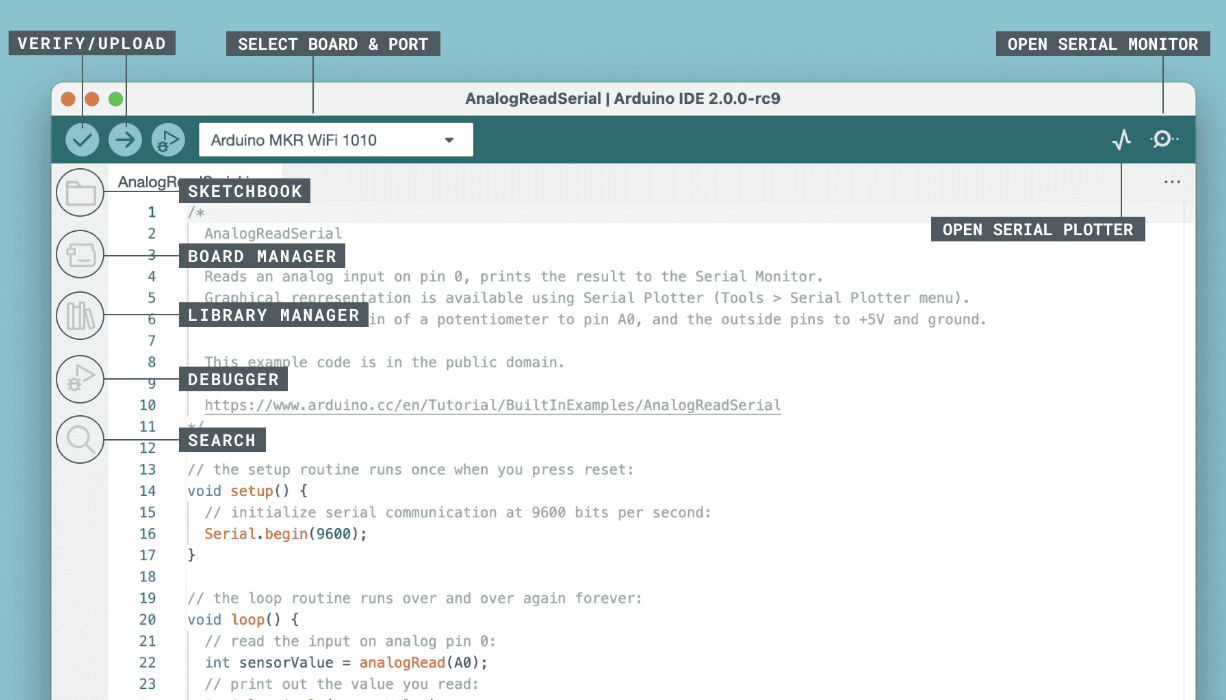 VERIFY/UPLOAD
SELECT BOARD & PORT
OPEN SERIAL MONITOR
AnalogReadSerial | Arduino IDE 2.0.0-rc9
Arduino MKR WiFi 1010
SKETCHBOOK
OPEN SERIAL PLOTTER
1 /*
2 AnalogReadSerial
3
BOARD MANAGER
4 Reads an analog input on pin 0, prints the result to the Serial Monitor.
5 Graphical representation is available using Serial Plotter (Tools > Serial Plotter menu).
LIBRARY MANAGER
6 of a potentiometer to pin A0, and the outside pins to +5V and ground.
7
8 This example code is in the public domain.
DEBUGGER
9
10 https://www.arduino.cc/en/Tutorial/BuiltInExamples/AnalogReadSerial
11 */
SEARCH
12
13 // the setup routine runs once when you press reset:
14 void setup() {
15 // initialize serial communication at 9600 bits per second:
16 Serial.begin(9600);
17 }
18
19 // the loop routine runs over and over again forever:
20 void loop() {
21 // read the input on analog pin 0:
22 int sensorValue = analogRead(A0);
23 // print out the value you read: